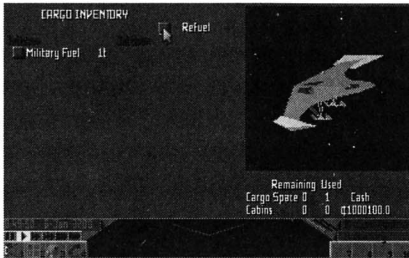 CARGO INVENTORY
Refuel
Military Fuel 1t
Remaining Used
Cargo Space 0 1 Cash
Cabins 0 0 ₵1000100.0